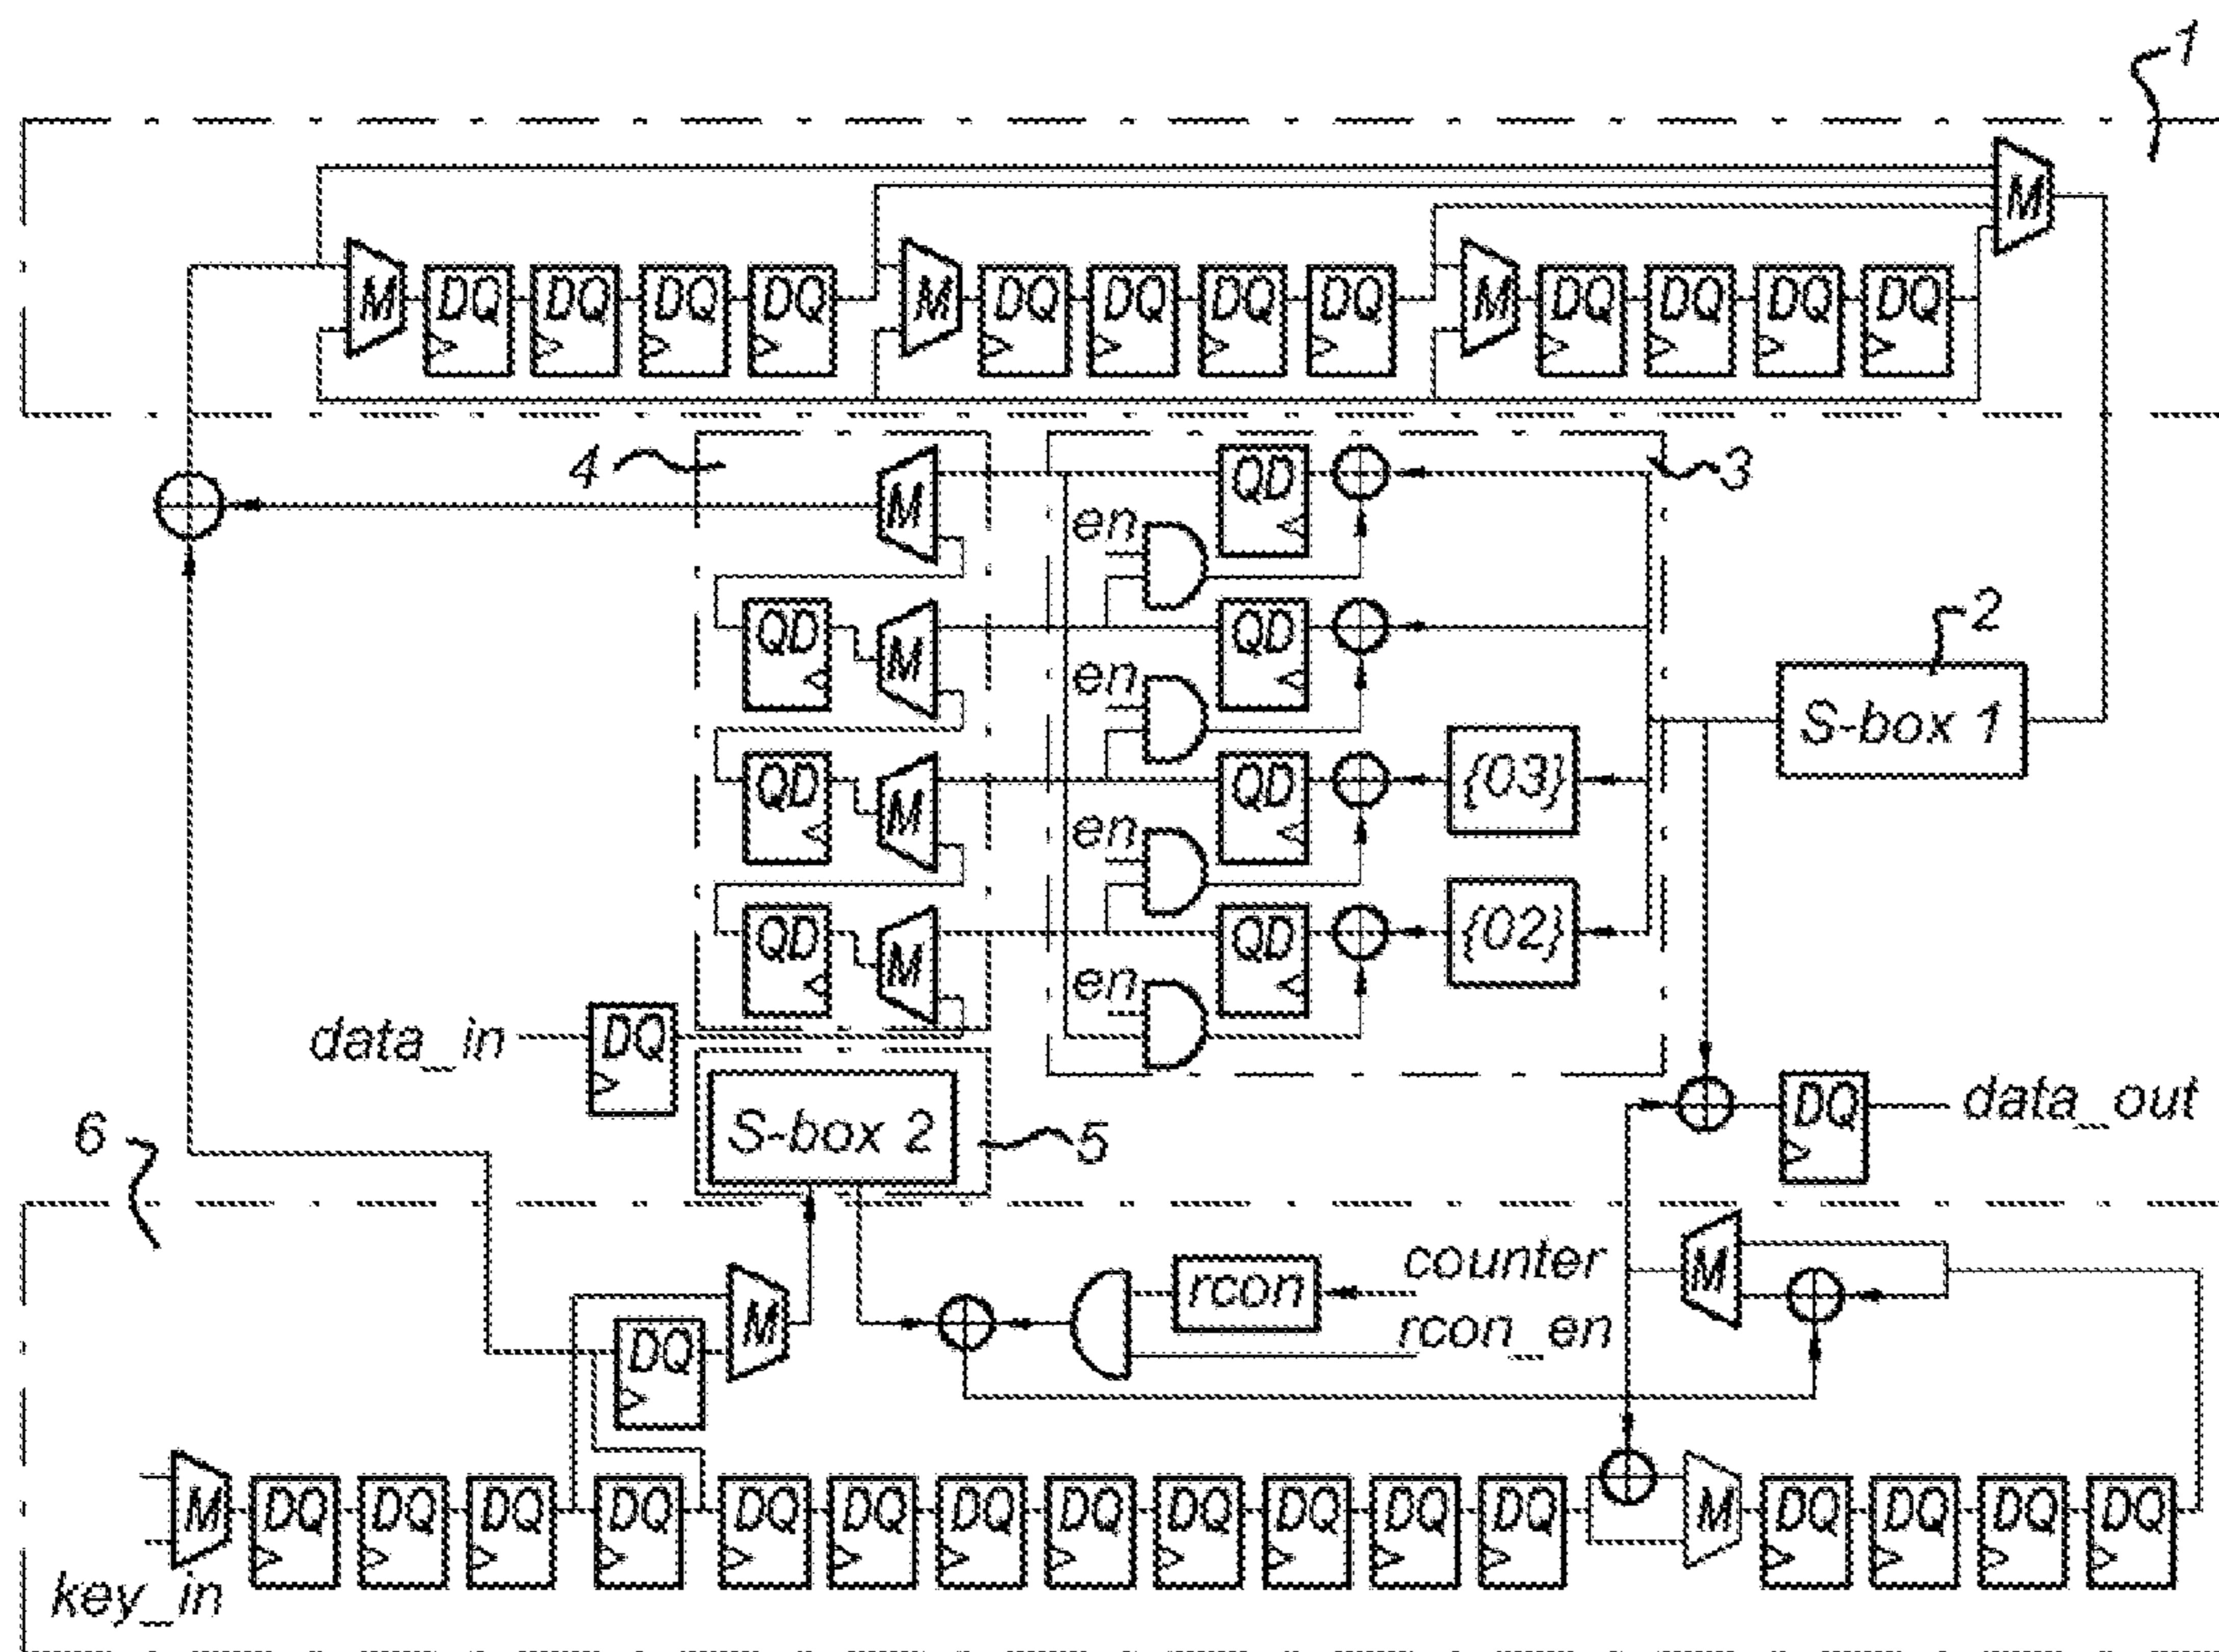 1
M
M DQ DQ DQ DQ M DQ DQ DQ DQ M DQ DQ DQ DQ
4 M QD 3
en
QD M QD 2
en S-box 1
QD M QD {03}
en
QD M QD {02}
en
data_in DQ
6 S-box 2 5 DQ data_out
M rcon counter M
DQ rcon_en
M DQ DQ DQ DQ DQ DQ DQ DQ DQ DQ DQ DQ M DQ DQ DQ DQ
key_in